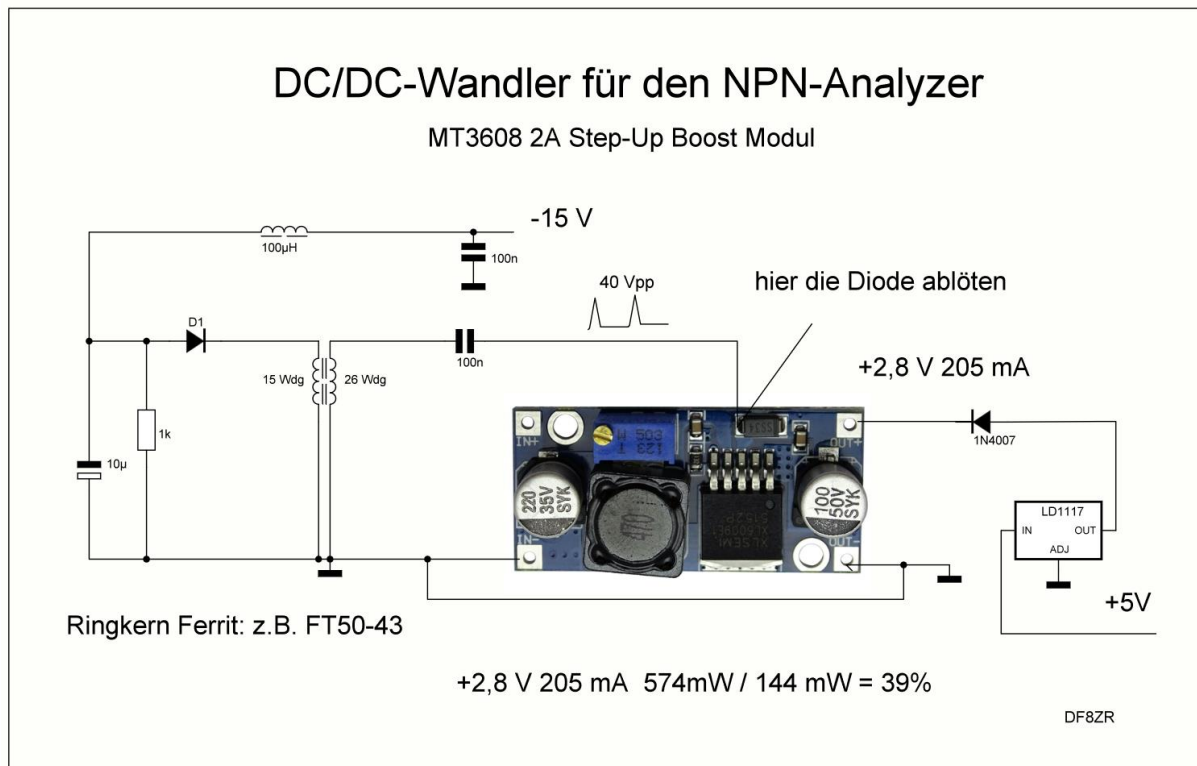 DC/DC-Wandler für den NPN-Analyzer
MT3608 2A Step-Up Boost Modul
-15 V
100µH
100n
40 Vpp
hier die Diode ablöten
D1
100n
+2,8 V 205 mA
15 Wdg
26 Wdg
1k
10µ
IN+
W 503
OUT+
1N4007
220
35V
SYK
470
100
50V
SYK
XLSEMI
IN-
OUT-
LD1117
IN
OUT
ADJ
+5V
Ringkern Ferrit: z.B. FT50-43
+2,8 V 205 mA 574mW / 144 mW = 39%
DF8ZR